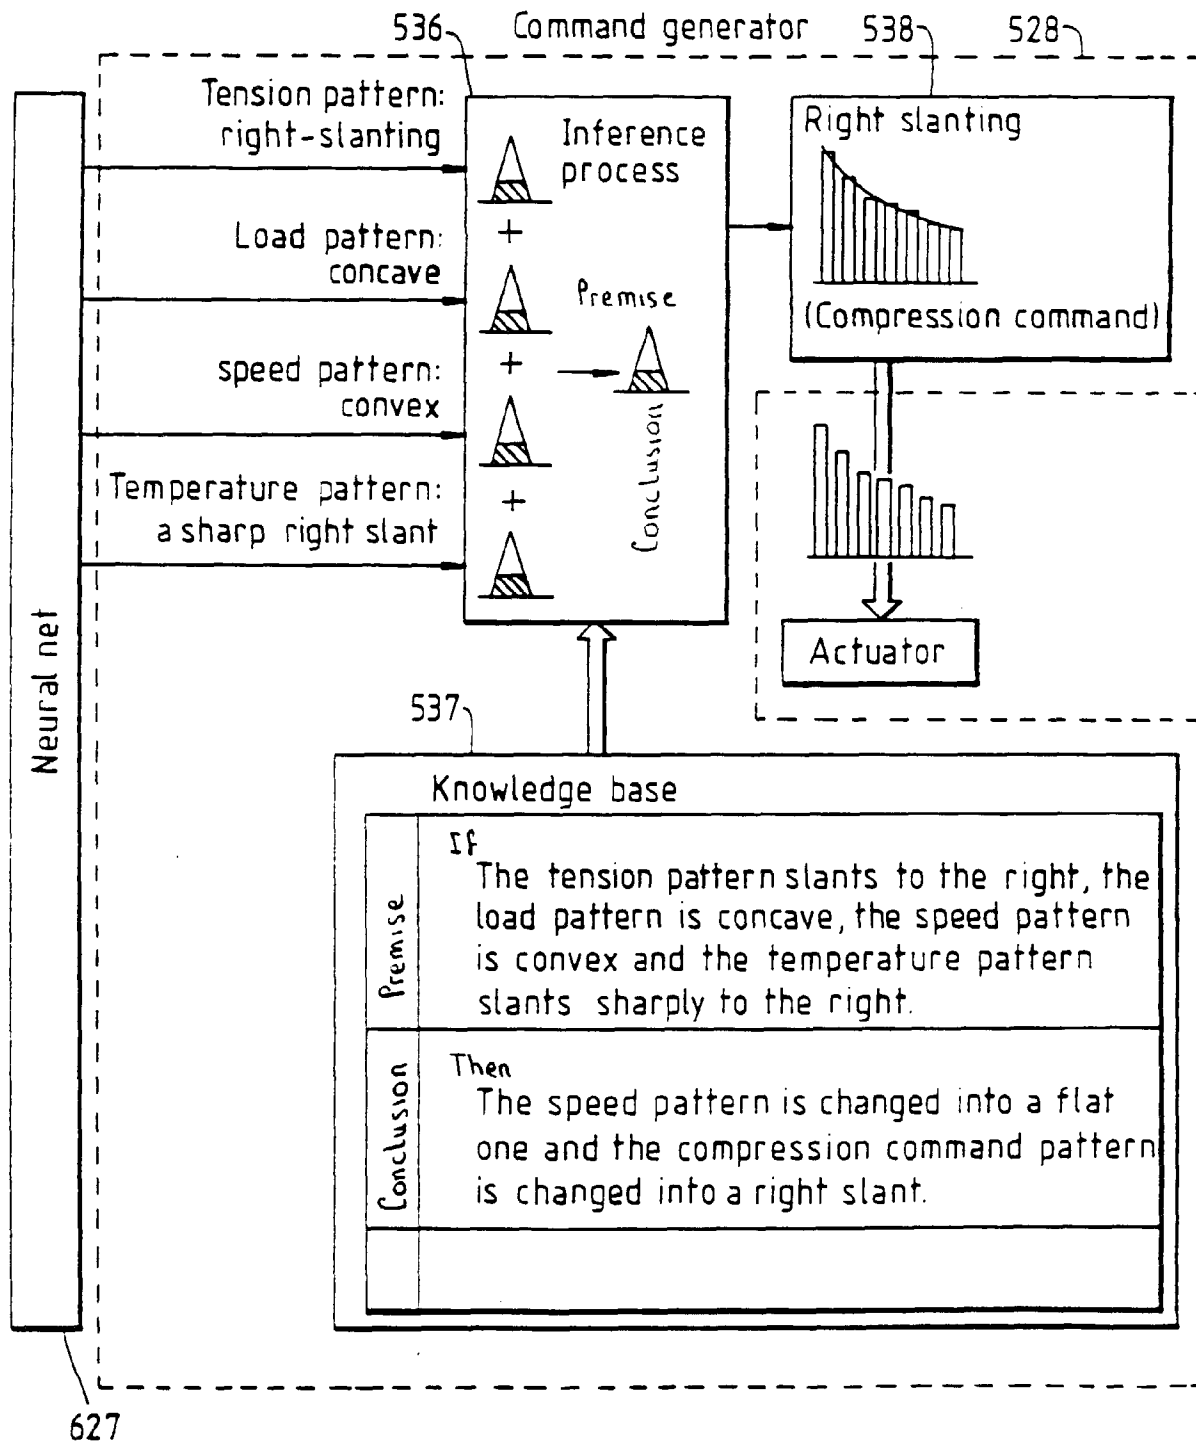 536
Command generator
538
528
Tension pattern:
right-slanting
Load pattern:
concave
speed pattern:
convex
Temperature pattern:
a sharp right slant
Inference
process
+
+
+
Premise
Conclusion
Right slanting
(Compression command)
Actuator
Neural net
537
Knowledge base
Premise
If
The tension pattern slants to the right, the
load pattern is concave, the speed pattern
is convex and the temperature pattern
slants sharply to the right.
Conclusion
Then
The speed pattern is changed into a flat
one and the compression command pattern
is changed into a right slant.
627